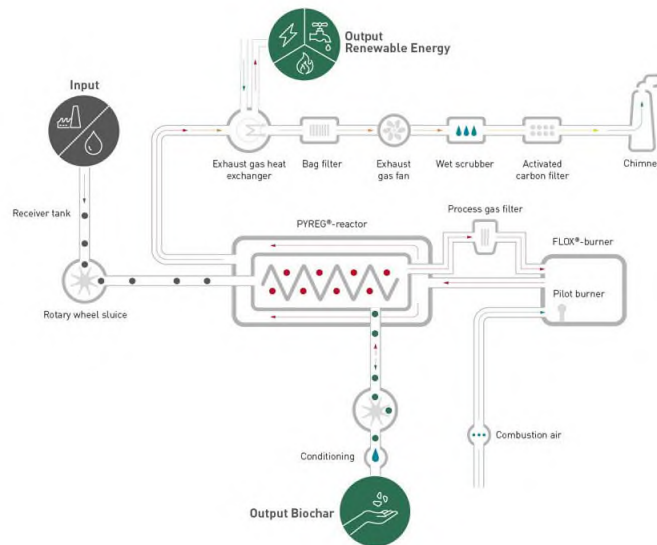 Output
Renewable Energy
Input
Exhaust gas heat
exchanger
Bag filter
Exhaust
gas fan
Wet scrubber
Activated
carbon filter
Chimne
Receiver tank
PYREG®-reactor
Process gas filter
FLOX®-burner
Pilot burner
Rotary wheel sluice
Combustion air
Conditioning
Output Biochar